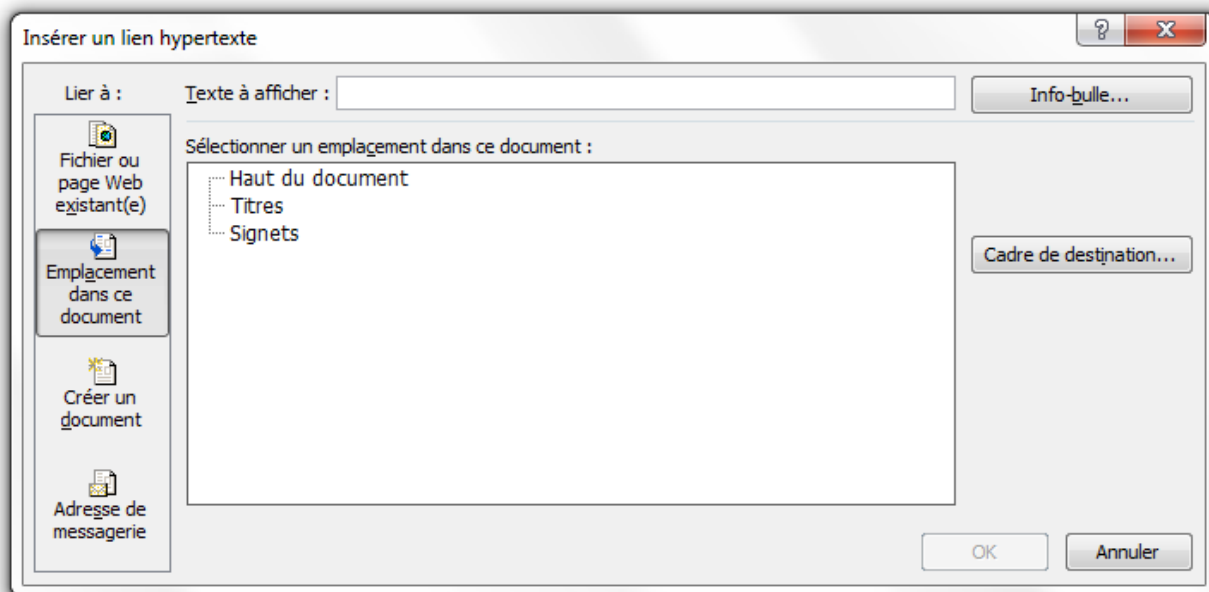 Insérer un lien hypertexte
Lier à :
Texte à afficher :
Info-bulle...
Fichier ou
page Web
existant(e)
Emplacement
dans ce
document
Créer un
document
Adresse de
messagerie
Sélectionner un emplacement dans ce document :
Haut du document
Titres
Signets
Cadre de destination...
OK
Annuler